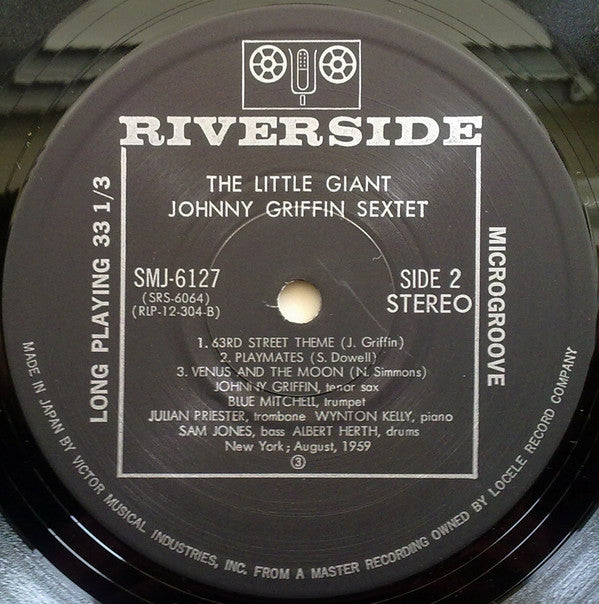 RIVERSIDE
THE LITTLE GIANT
JOHNNY GRIFFIN SEXTET
LONG PLAYING 33 1/3
MICROGROOVE
SMJ-6127
(SRS-6064)
(RLP-12-304-B)
SIDE 2
STEREO
1. 63RD STREET THEME (J. Griffin)
2. PLAYMATES (S. Dowell)
3. VENUS AND THE MOON (N. Simmons)
JOHNNY GRIFFIN, tenor sax
BLUE MITCHELL, trumpet
JULIAN PRIESTER, trombone WYNTON KELLY, piano
SAM JONES, bass ALBERT HERTH, drums
New York; August, 1959
③
MADE IN JAPAN BY VICTOR MUSICAL INDUSTRIES, INC. FROM A MASTER RECORDING OWNED BY LOCELE RECORD COMPANY